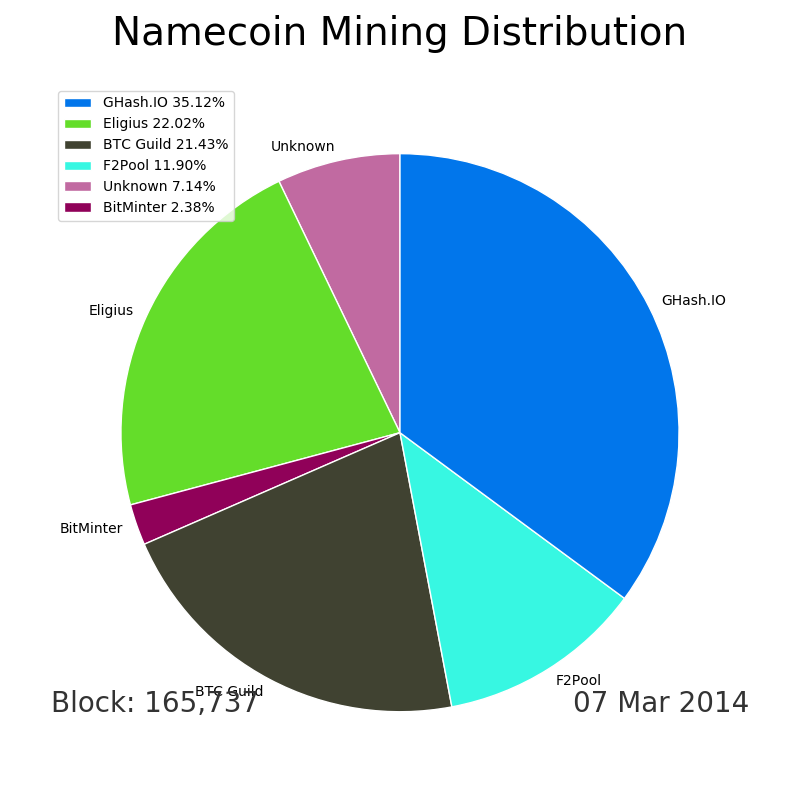 Namecoin Mining Distribution
GHash.IO 35.12%
Eligius 22.02%
BTC Guild 21.43%
F2Pool 11.90%
Unknown 7.14%
BitMinter 2.38%
Unknown
GHash.IO
Eligius
BitMinter
F2Pool
BTC Guild
Block: 165,737
07 Mar 2014